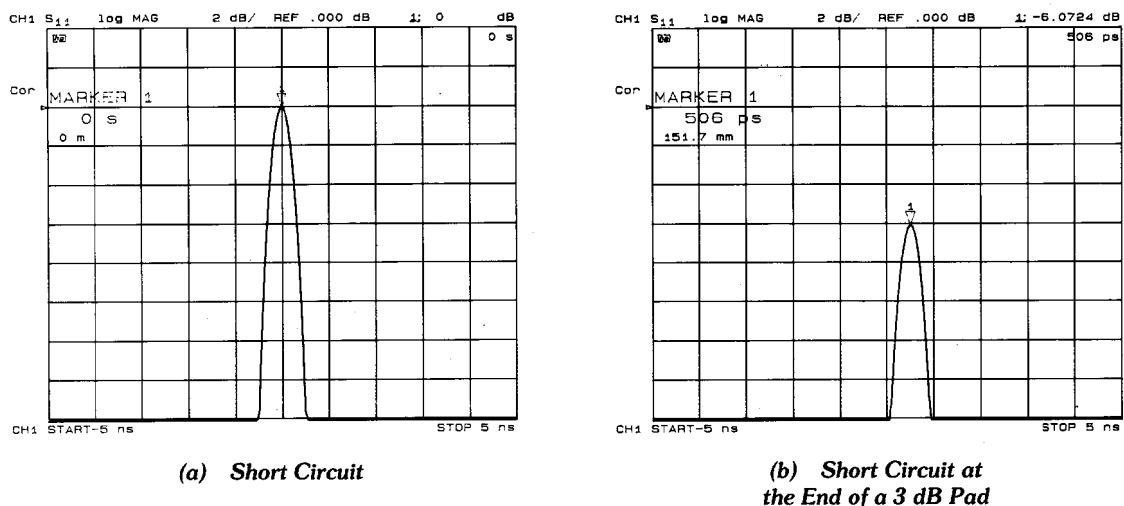 CH1 S11 log MAG 2 dB/ REF .000 dB 1; 0 dB
0 s
Cor
MARKER 1
0 s
0 m
CH1 START-5 ns STOP 5 ns
(a) Short Circuit
CH1 S11 log MAG 2 dB/ REF .000 dB 1; -6.0724 dB
506 ps
Cor
MARKER 1
506 ps
151.7 mm
1
CH1 START-5 ns STOP 5 ns
(b) Short Circuit at
the End of a 3 dB Pad